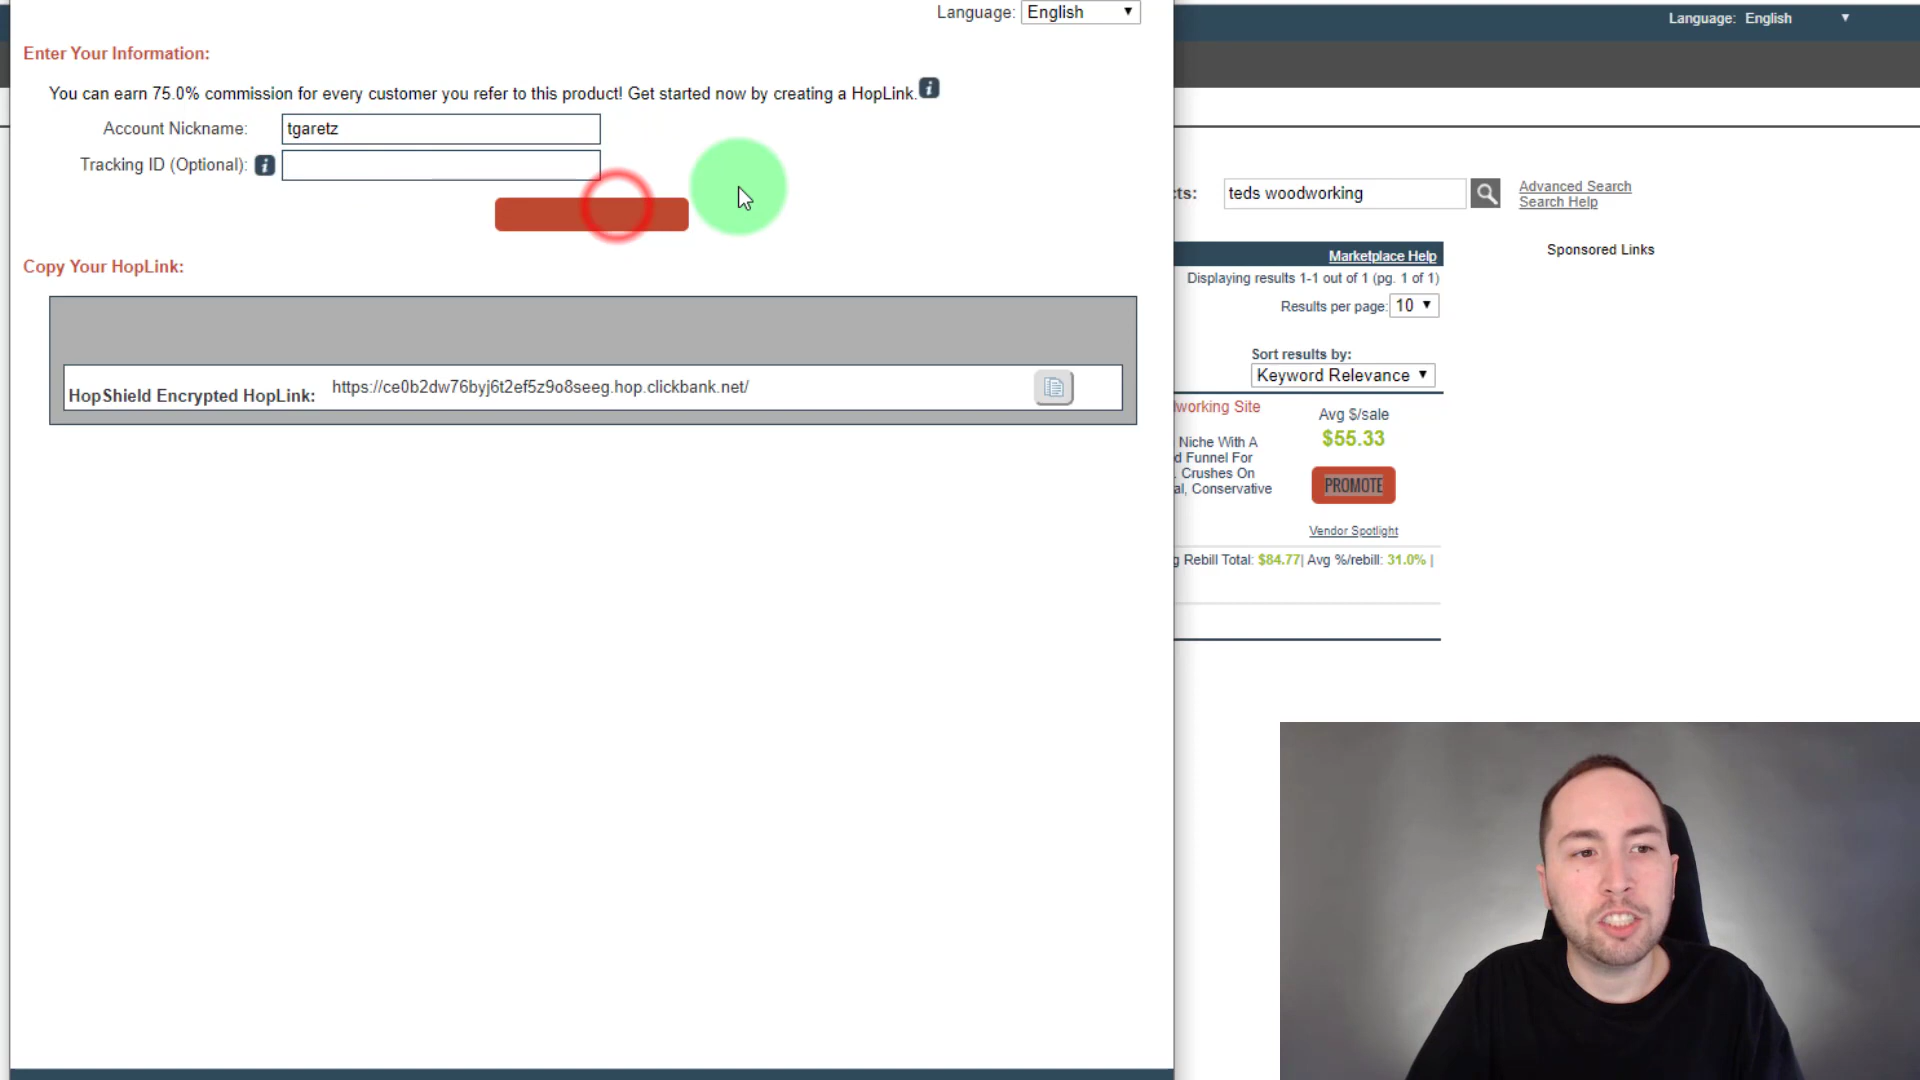 Language: English
Enter Your Information:
You can earn 75.0% commission for every customer you refer to this product! Get started now by creating a HopLink.
Account Nickname: tgaretz
Tracking ID (Optional):
Copy Your HopLink:
HopShield Encrypted HopLink: https://ce0b2dw76byj6t2ef5z9o8seeg.hop.clickbank.net/
Language: English
ts: teds woodworking
Advanced Search
Search Help
Marketplace Help
Sponsored Links
Displaying results 1-1 out of 1 (pg. 1 of 1)
Results per page: 10
Sort results by:
Keyword Relevance
working Site
Avg $/sale
$55.33
Niche With A
d Funnel For
. Crushes On
al, Conservative
PROMOTE
Vendor Spotlight
g Rebill Total: $84.77| Avg %/rebill: 31.0% |